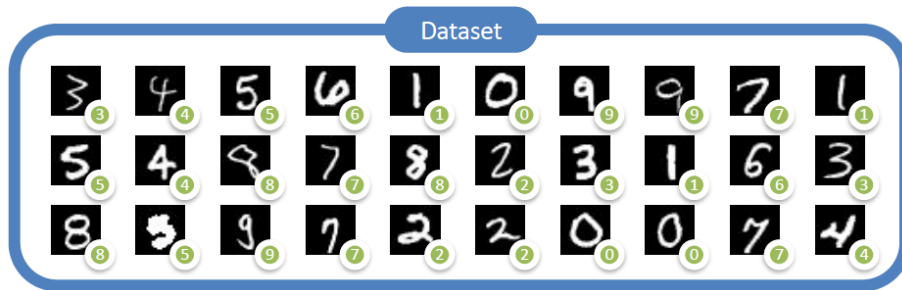 Dataset
3 3 4 4 5 5 6 6 1 1 0 0 9 9 9 9 7 7 1 1
5 5 4 4 8 8 7 7 8 8 2 2 3 3 1 1 6 6 3 3
8 8 5 5 9 9 7 7 2 2 2 2 0 0 0 0 7 7 4 4